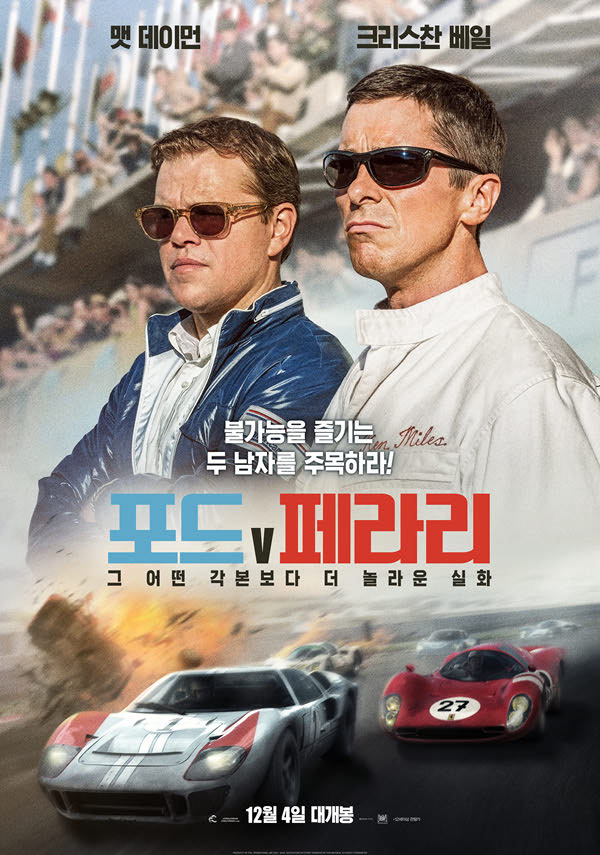 맷 데이먼
크리스찬 베일
불가능을 즐기는
두 남자를 주목하라!
Miles
포드 v 페라리
그 어떤 각본보다 더 놀라운 실화
27
12월 4일 대개봉